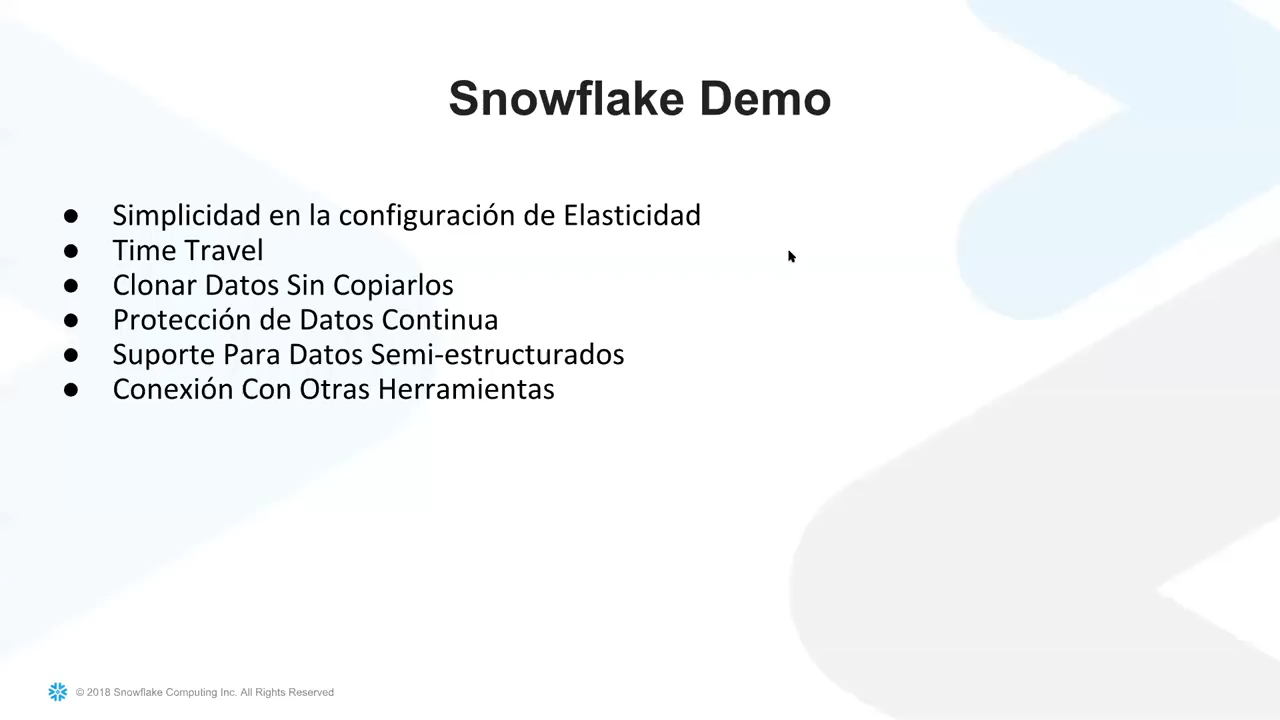 Snowflake Demo
● Simplicidad en la configuración de Elasticidad
● Time Travel
● Clonar Datos Sin Copiarlos
● Protección de Datos Continua
● Suporte Para Datos Semi-estructurados
● Conexión Con Otras Herramientas
© 2018 Snowflake Computing Inc. All Rights Reserved